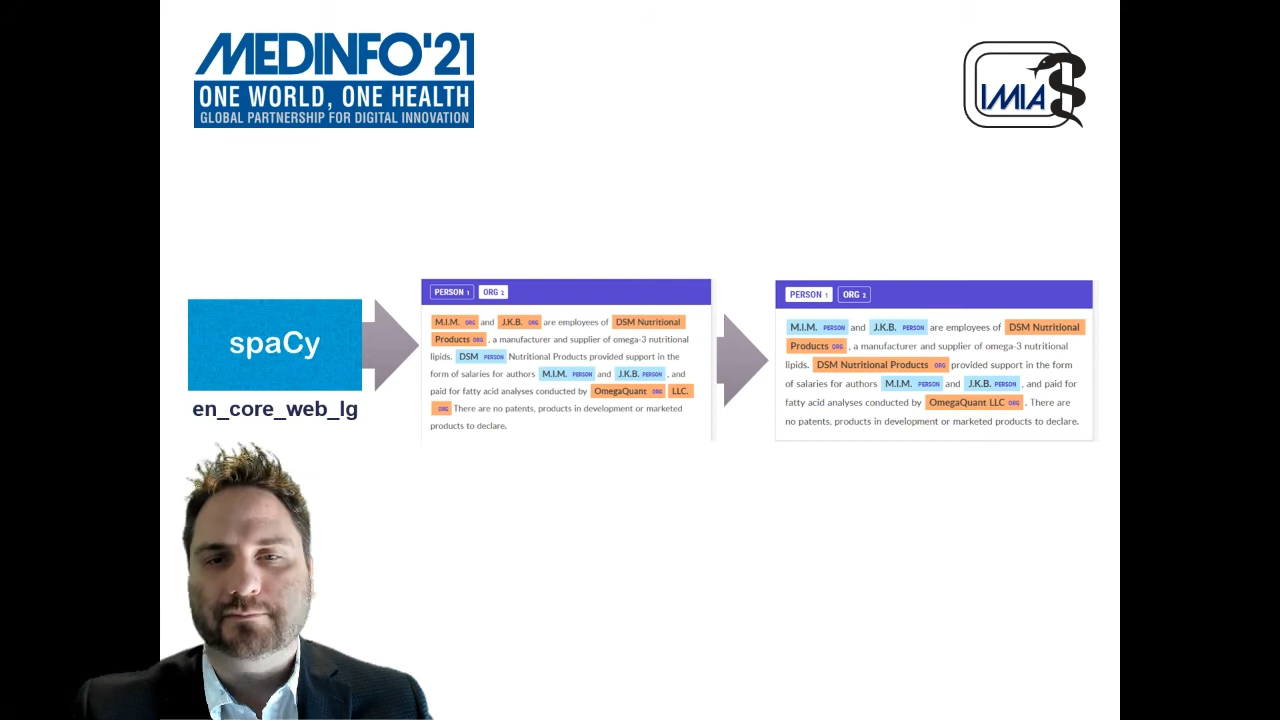 MEDINFO'21
ONE WORLD, ONE HEALTH
GLOBAL PARTNERSHIP FOR DIGITAL INNOVATION
IMIA
spaCy
en_core_web_lg
PERSON 1 ORG 2
M.I.M. ORG and J.K.B. ORG are employees of DSM Nutritional
Products ORG , a manufacturer and supplier of omega-3 nutritional
lipids. DSM PERSON Nutritional Products provided support in the
form of salaries for authors M.I.M. PERSON and J.K.B. PERSON , and
paid for fatty acid analyses conducted by OmegaQuant ORG LLC.
ORG There are no patents, products in development or marketed
products to declare.
PERSON 1 ORG 2
M.I.M. PERSON and J.K.B. PERSON are employees of DSM Nutritional
Products ORG , a manufacturer and supplier of omega-3 nutritional
lipids. DSM Nutritional Products ORG provided support in the form
of salaries for authors M.I.M. PERSON and J.K.B. PERSON , and paid for
fatty acid analyses conducted by OmegaQuant LLC ORG . There are
no patents, products in development or marketed products to declare.